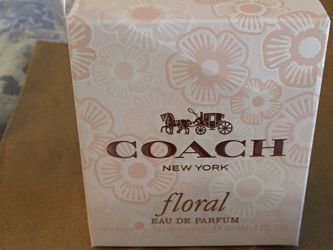 COACH
NEW YORK
floral
EAU DE PARFUM